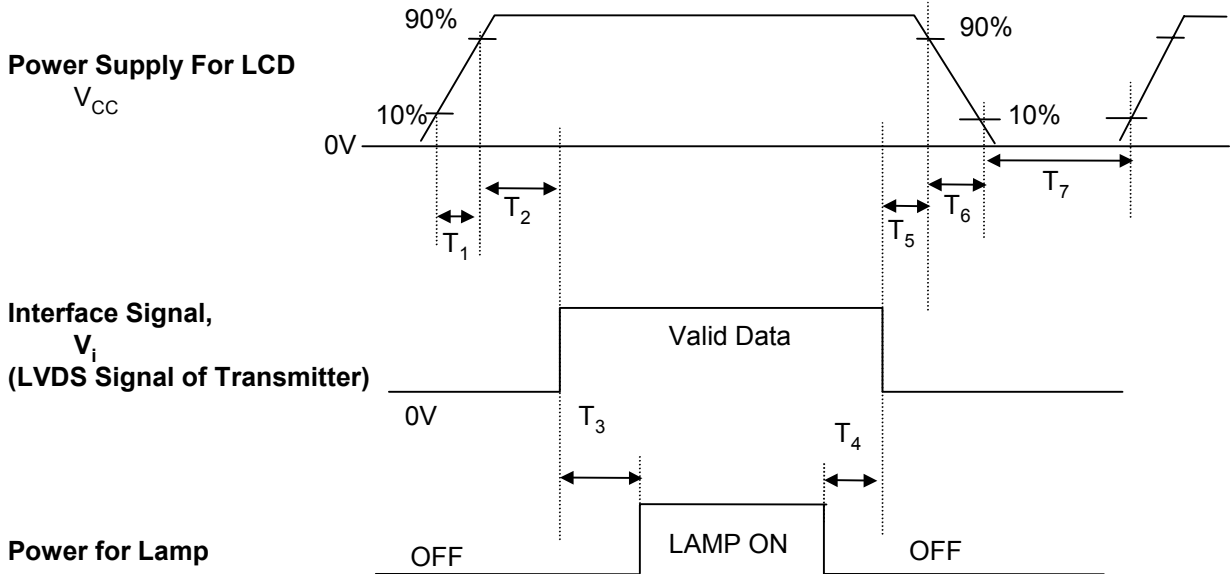 90%
90%
Power Supply For LCD
VCC
10%
10%
0V
T1
T2
T5
T6
T7
Interface Signal,
Vi
(LVDS Signal of Transmitter)
Valid Data
0V
T3
T4
Power for Lamp
OFF
LAMP ON
OFF